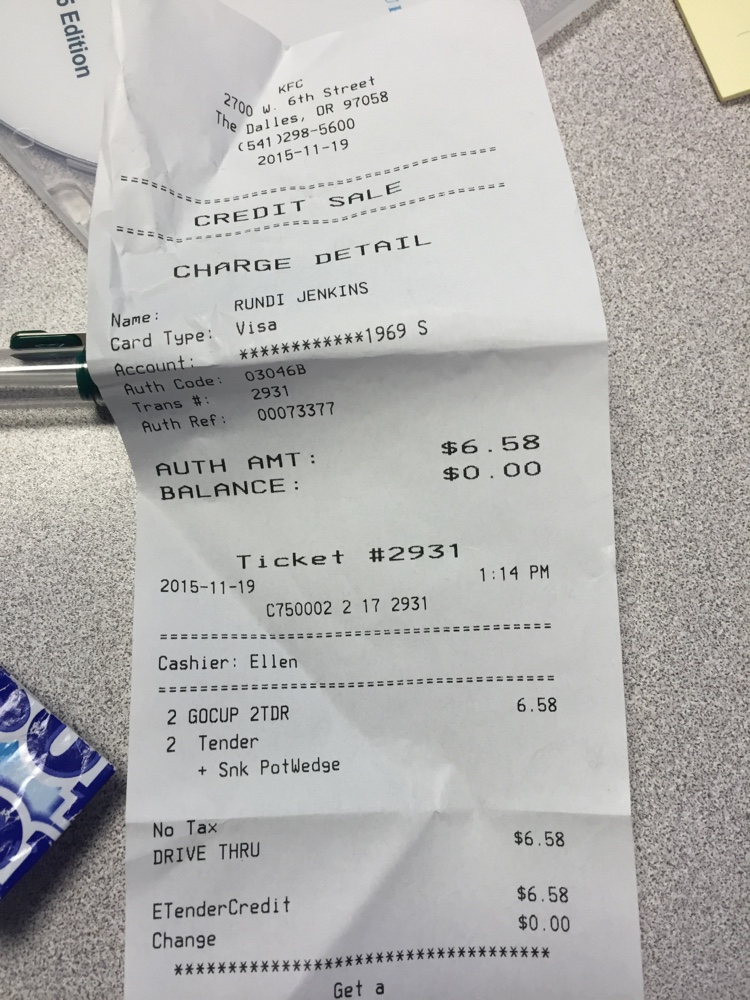 5 Edition
KFC
2700 W. 6th Street
The Dalles, OR 97058
(541)298-5600
2015-11-19
==========================================
CREDIT SALE
==========================================
CHARGE DETAIL
Name: RUNDI JENKINS
Card Type: Visa
Account: ************1969 S
Auth Code: 03046B
Trans #: 2931
Auth Ref: 00073377
AUTH AMT: $6.58
BALANCE: $0.00
Ticket #2931
2015-11-19 1:14 PM
C750002 2 17 2931
==========================================
Cashier: Ellen
==========================================
2 GOCUP 2TDR 6.58
2 Tender
+ Snk PotWedge
No Tax
DRIVE THRU $6.58
ETenderCredit $6.58
Change $0.00
***********************************
Get a